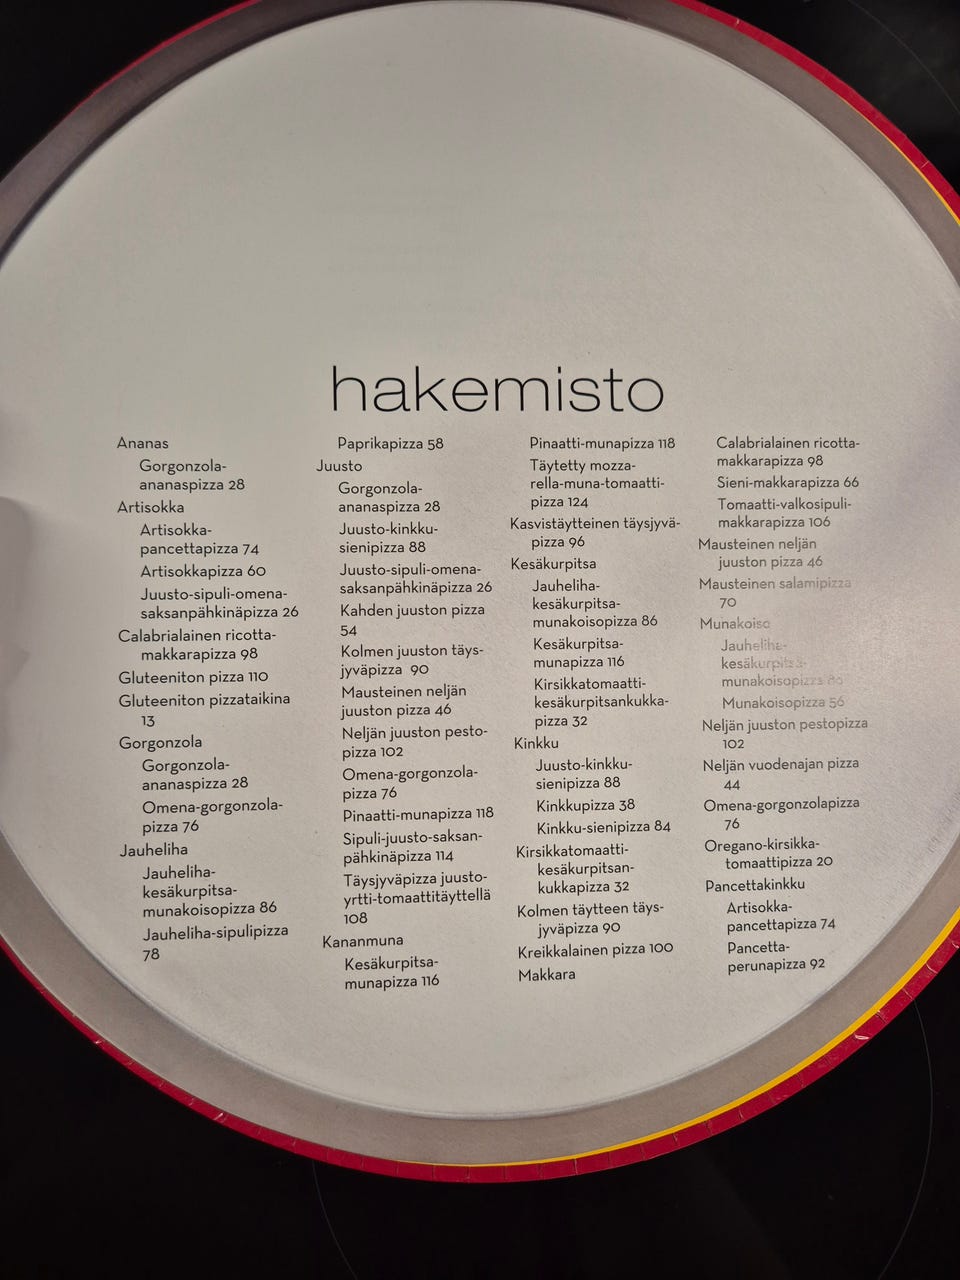 hakemisto
Ananas
Gorgonzola-
ananaspizza 28
Artisokka
Artisokka-
pancettapizza 74
Artisokkapizza 60
Juusto-sipuli-omena-
saksanpähkinäpizza 26
Calabrialainen ricotta-
makkarapizza 98
Gluteeniton pizza 110
Gluteeniton pizzataikina
13
Gorgonzola
Gorgonzola-
ananaspizza 28
Omena-gorgonzola-
pizza 76
Jauheliha
Jauheliha-
kesäkurpitsa-
munakoisopizza 86
Jauheliha-sipulipizza
78
Paprikapizza 58
Juusto
Gorgonzola-
ananaspizza 28
Juusto-kinkku-
sienipizza 88
Juusto-sipuli-omena-
saksanpähkinäpizza 26
Kahden juuston pizza
54
Kolmen juuston täys-
jyväpizza 90
Mausteinen neljän
juuston pizza 46
Neljän juuston pesto-
pizza 102
Omena-gorgonzola-
pizza 76
Pinaatti-munapizza 118
Sipuli-juusto-saksan-
pähkinäpizza 114
Täysjyväpizza juusto-
yrtti-tomaattitäyttellä
108
Kananmuna
Kesäkurpitsa-
munapizza 116
Pinaatti-munapizza 118
Täytetty mozza-
rella-muna-tomaatti-
pizza 124
Kasvistäytteinen täysjyvä-
pizza 96
Kesäkurpitsa
Jauheliha-
kesäkurpitsa-
munakoisopizza 86
Kesäkurpitsa-
munapizza 116
Kirsikkatomaatti-
kesäkurpitsankukka-
pizza 32
Kinkku
Juusto-kinkku-
sienipizza 88
Kinkkupizza 38
Kinkku-sienipizza 84
Kirsikkatomaatti-
kesäkurpitsan-
kukkapizza 32
Kolmen täytteen täys-
jyväpizza 90
Kreikkalainen pizza 100
Makkara
Calabrialainen ricotta-
makkarapizza 98
Sieni-makkarapizza 66
Tomaatti-valkosipuli-
makkarapizza 106
Mausteinen neljän
juuston pizza 46
Mausteinen salamipizza
70
Munakoiso
Jauheliha-
kesäkurpitsa-
munakoisopizza 86
Munakoisopizza 56
Neljän juuston pestopizza
102
Neljän vuodenajan pizza
44
Omena-gorgonzolapizza
76
Oregano-kirsikka-
tomaattipizza 20
Pancettakinkku
Artisokka-
pancettapizza 74
Pancetta-
perunapizza 92